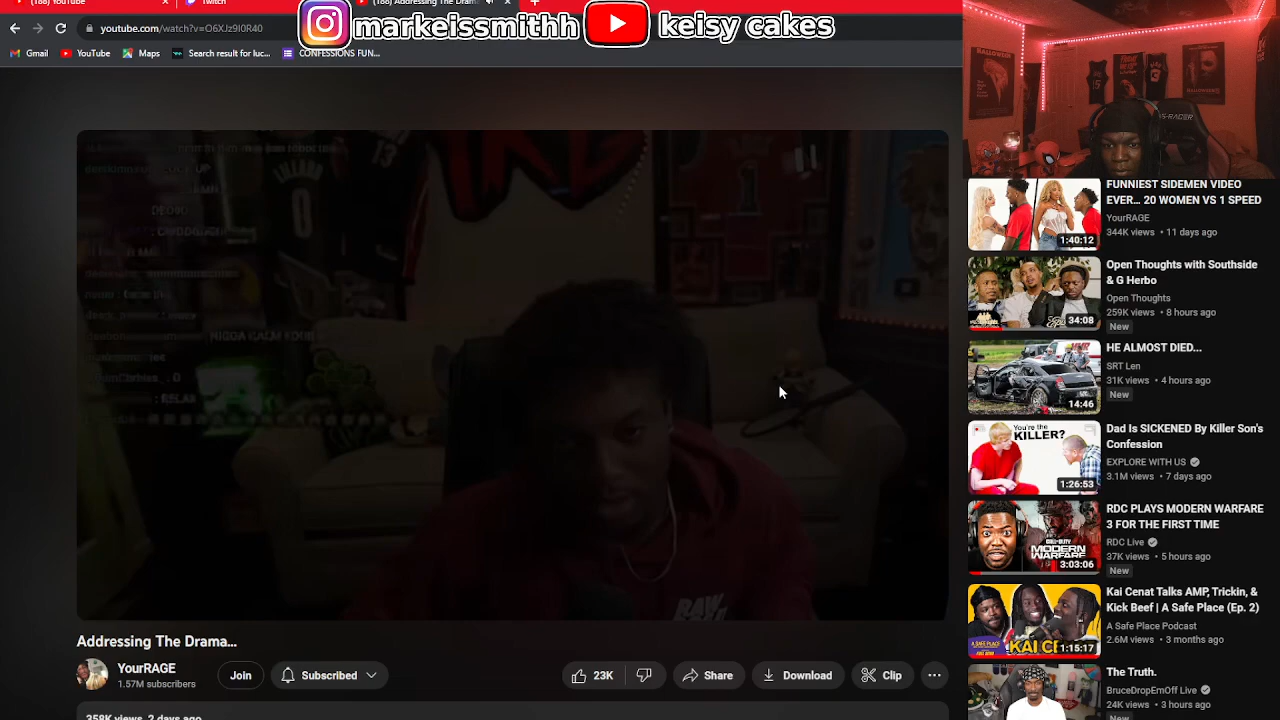 (188) YouTube
Twitch
(188) Addressing The Drama...
youtube.com/watch?v=O6XJz9I0R40
markeissmithh
keisy cakes
Gmail
YouTube
Maps
Search result for luc...
CONFESSIONS FUN...
Addressing The Drama...
YourRAGE
1.57M subscribers
Join
Subscribed
23K
Share
Download
Clip
358K views 2 days ago
FUNNIEST SIDEMEN VIDEO
EVER... 20 WOMEN VS 1 SPEED
YourRAGE
344K views • 11 days ago
1:40:12
Open Thoughts with Southside
& G Herbo
Open Thoughts
259K views • 8 hours ago
New
34:08
HE ALMOST DIED...
SRT Len
31K views • 4 hours ago
New
14:46
Dad Is SICKENED By Killer Son's
Confession
EXPLORE WITH US
3.1M views • 7 days ago
You're the
KILLER?
1:26:53
RDC PLAYS MODERN WARFARE
3 FOR THE FIRST TIME
RDC Live
37K views • 5 hours ago
New
CALL·DUTY
MODERN
WARFARE
3:03:06
Kai Cenat Talks AMP, Trickin, &
Kick Beef | A Safe Place (Ep. 2)
A Safe Place Podcast
2.6M views • 3 months ago
KAI CE
1:15:17
The Truth.
BruceDropEmOff Live
24K views • 3 hours ago
New
S-RACER